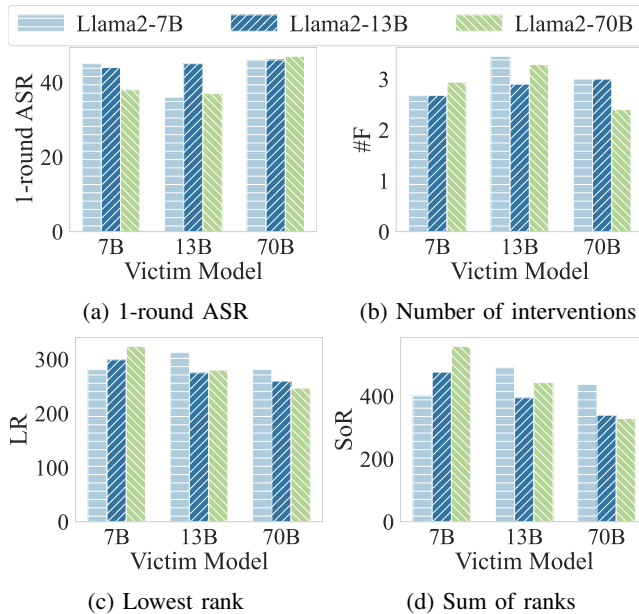 Llama2-7B Llama2-13B Llama2-70B
1-round ASR
40
20
0
7B 13B 70B
Victim Model
(a) 1-round ASR
#F
3
2
1
0
7B 13B 70B
Victim Model
(b) Number of interventions
LR
300
200
100
0
7B 13B 70B
Victim Model
(c) Lowest rank
SoR
400
200
0
7B 13B 70B
Victim Model
(d) Sum of ranks